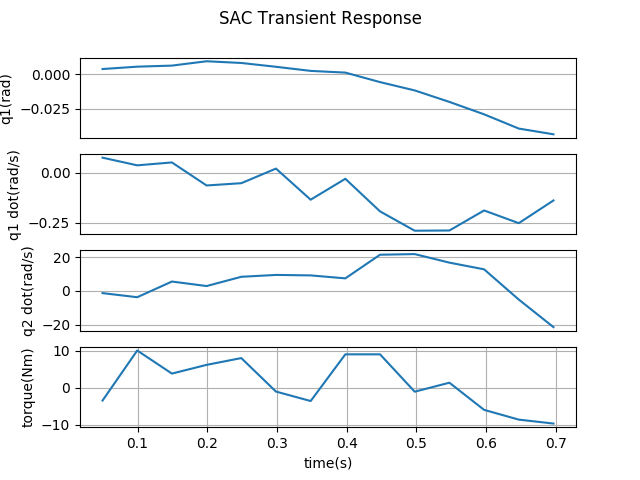 SAC Transient Response
q1(rad)
0.000
−0.025
q1 dot(rad/s)
0.00
−0.25
q2 dot(rad/s)
20
0
−20
torque(Nm)
10
0
−10
0.1 0.2 0.3 0.4 0.5 0.6 0.7
time(s)